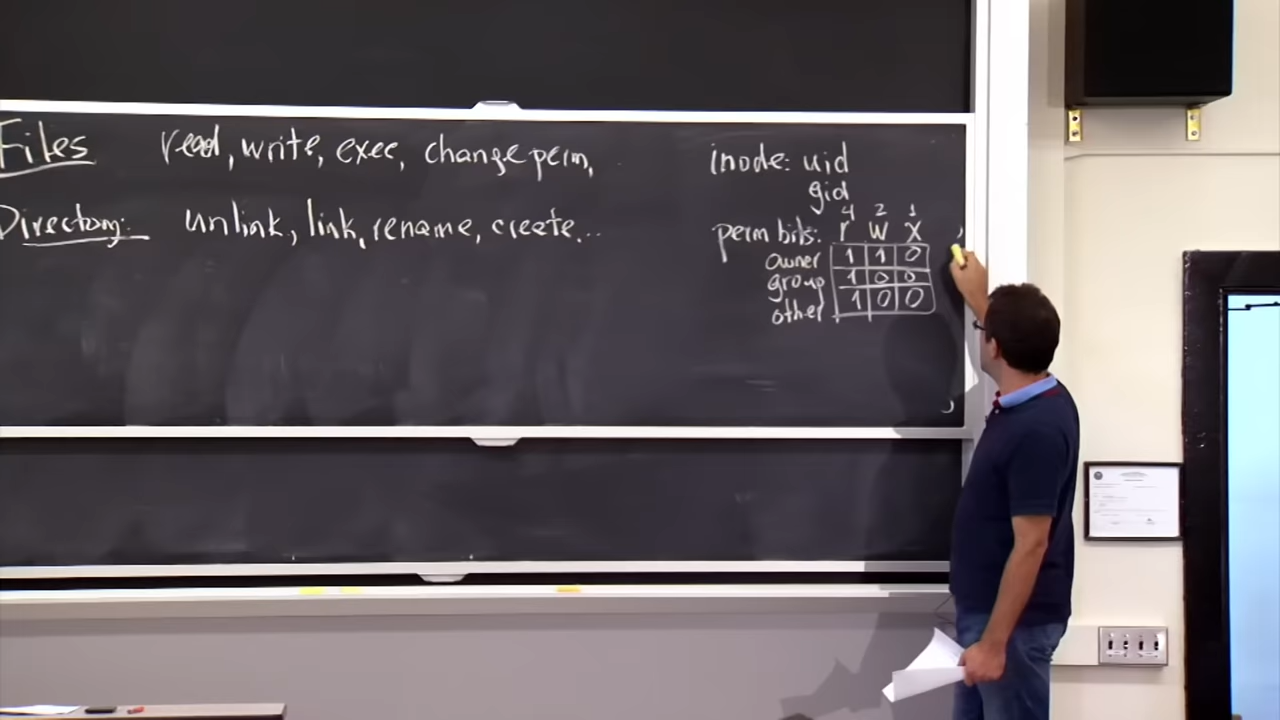 Files read, write, exec, change perm,
Directory: unlink, link, rename, create...
inode: uid
gid
4 2 1
perm bits: r w x
owner 1 1 0
group 1 0 0
other 1 0 0